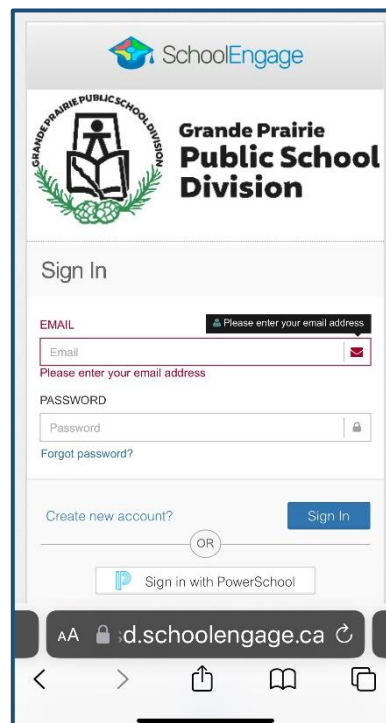 SchoolEngage
GRANDE PRAIRIE PUBLIC SCHOOL DIVISION
Grande Prairie
Public School
Division
Sign In
EMAIL
Please enter your email address
Email
Please enter your email address
PASSWORD
Password
Forgot password?
Create new account?
Sign In
OR
Sign in with PowerSchool
AA
d.schoolengage.ca